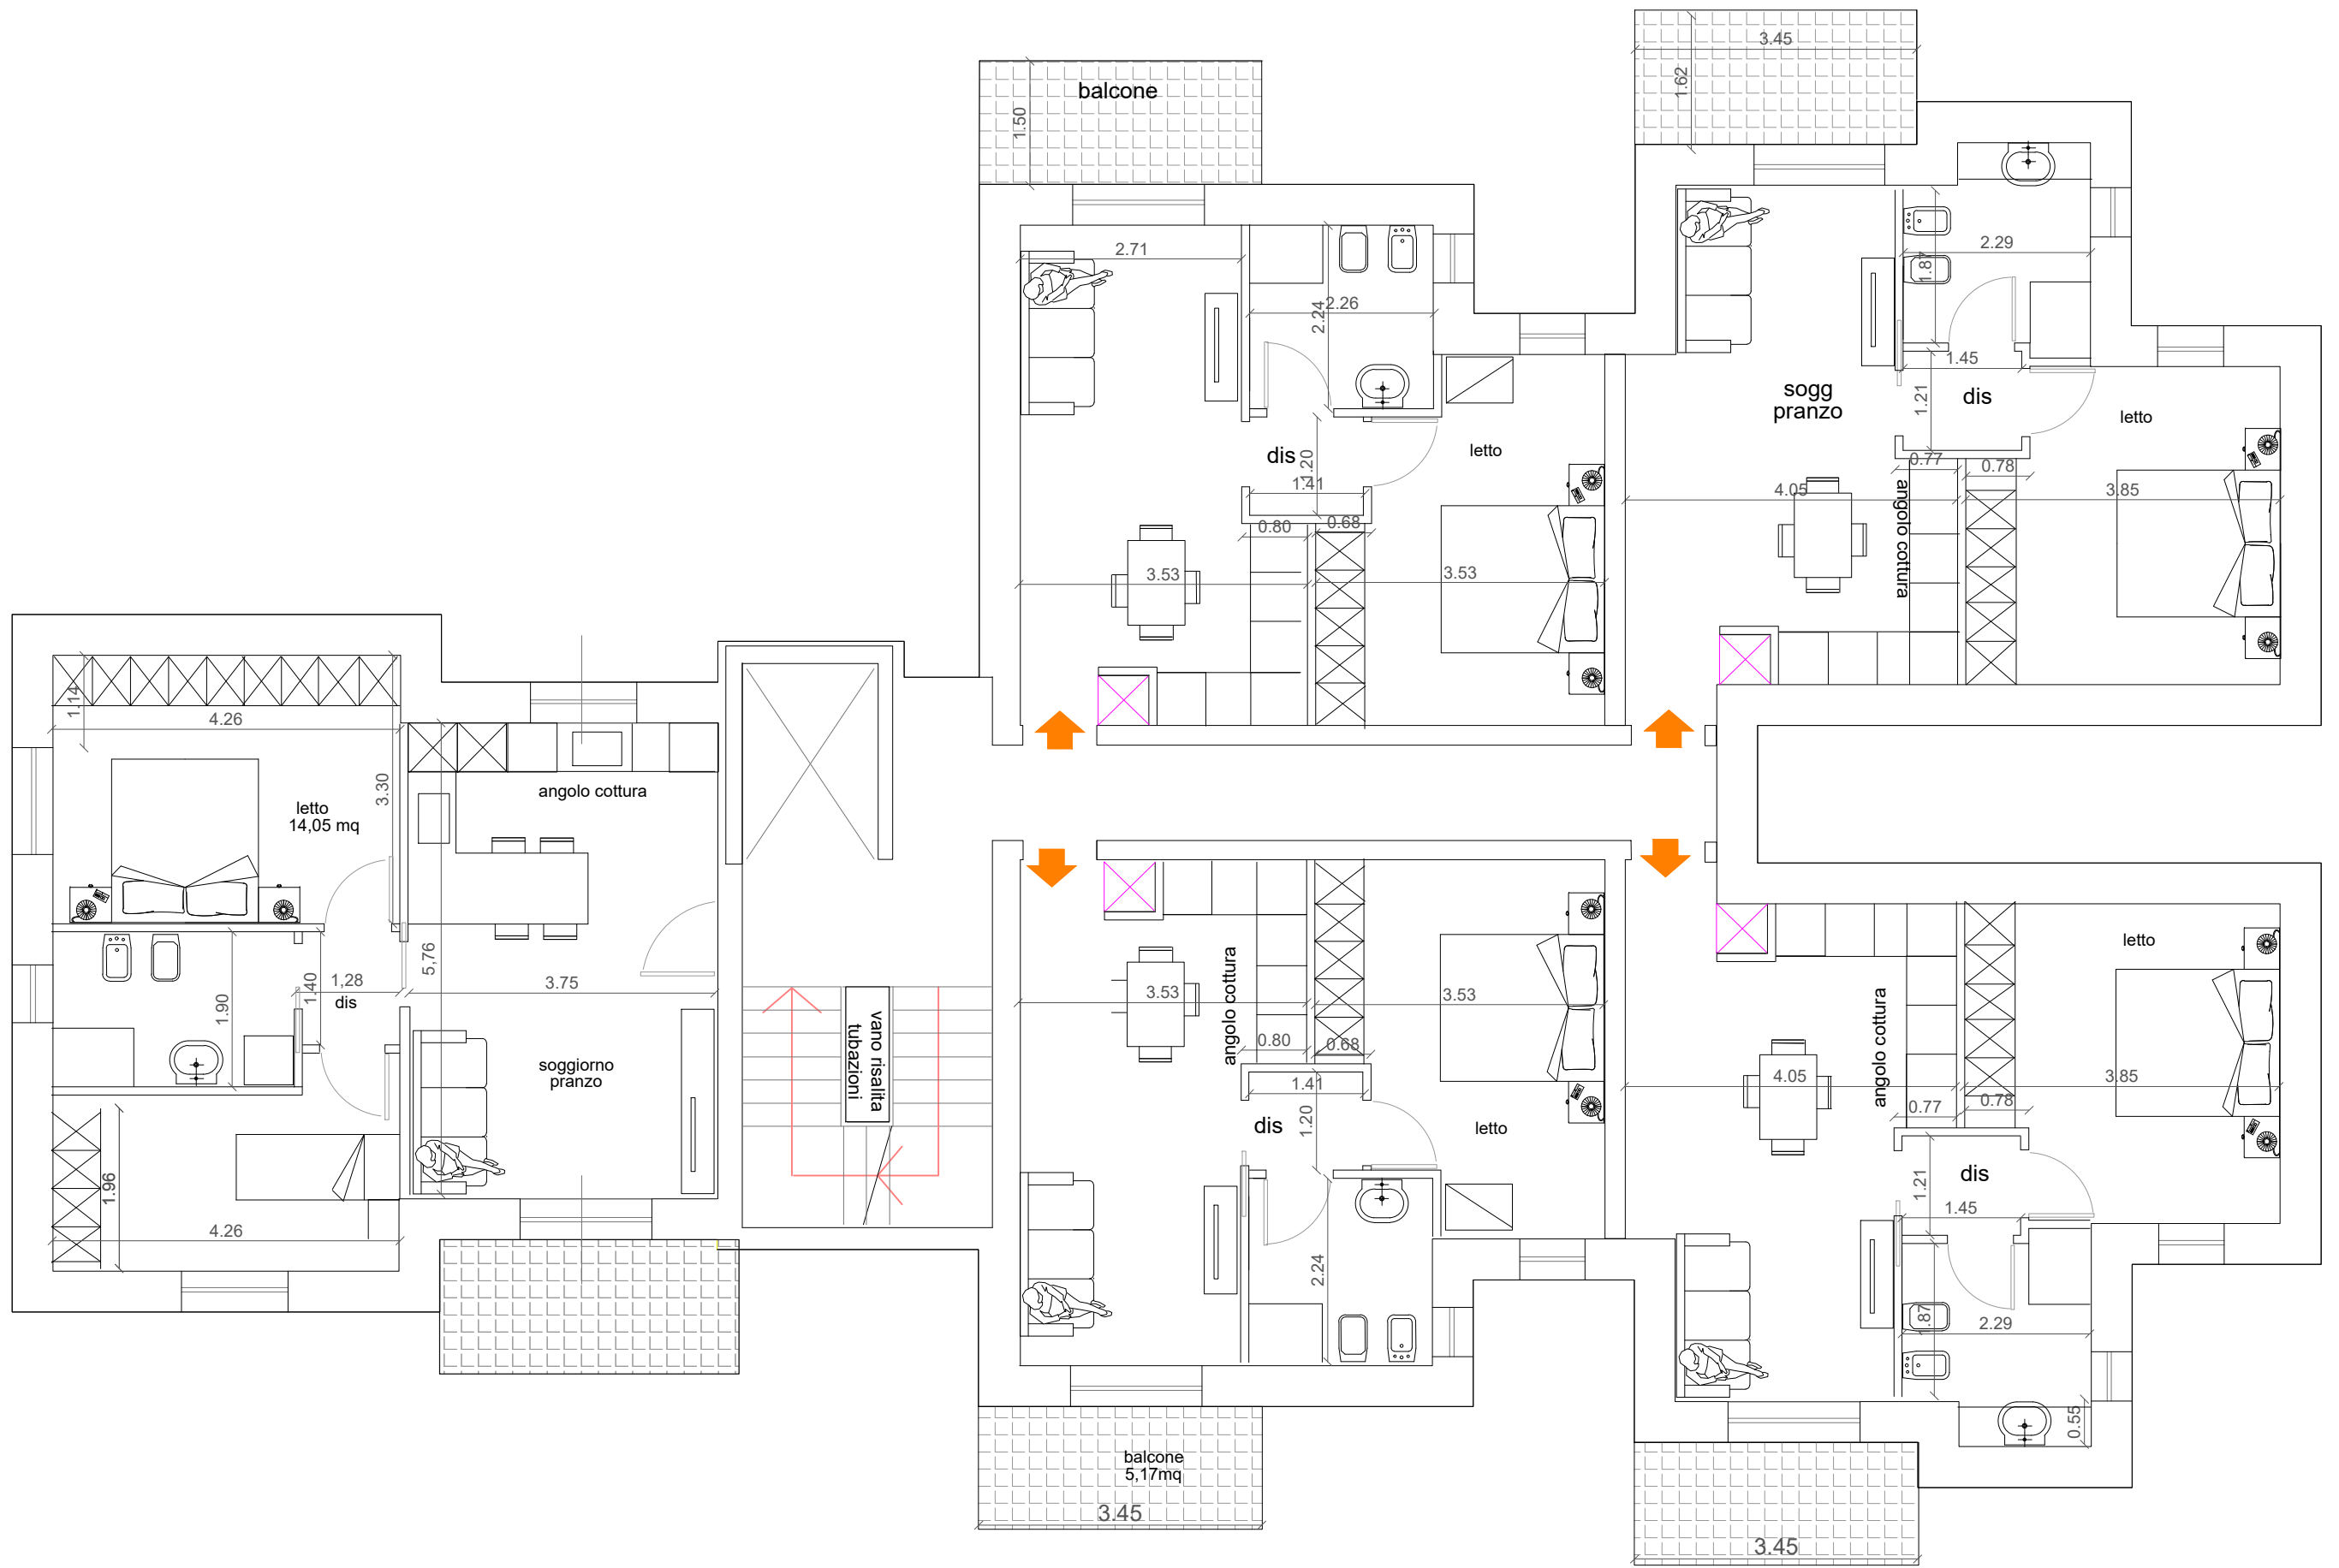 balcone
1.50
3.45
1.62
2.71
2.24
2.26
dis
1.20
1.41
letto
0.80
0.68
3.53
3.53
2.29
1.87
1.45
1.21
sogg
pranzo
dis
letto
0.77
0.78
4.05
angolo cottura
3.85
1.14
4.26
3.30
letto
14,05 mq
angolo cottura
5,76
1.90
1.40
1,28
dis
3.75
soggiorno
pranzo
1.96
4.26
vano risalita
tubazioni
3.53
angolo cottura
3.53
0.80
0.68
1.41
1.20
dis
letto
2.24
balcone
5,17mq
3.45
letto
4.05
angolo cottura
3.85
0.77
0.78
1.21
dis
1.45
1.87
2.29
0.55
3.45